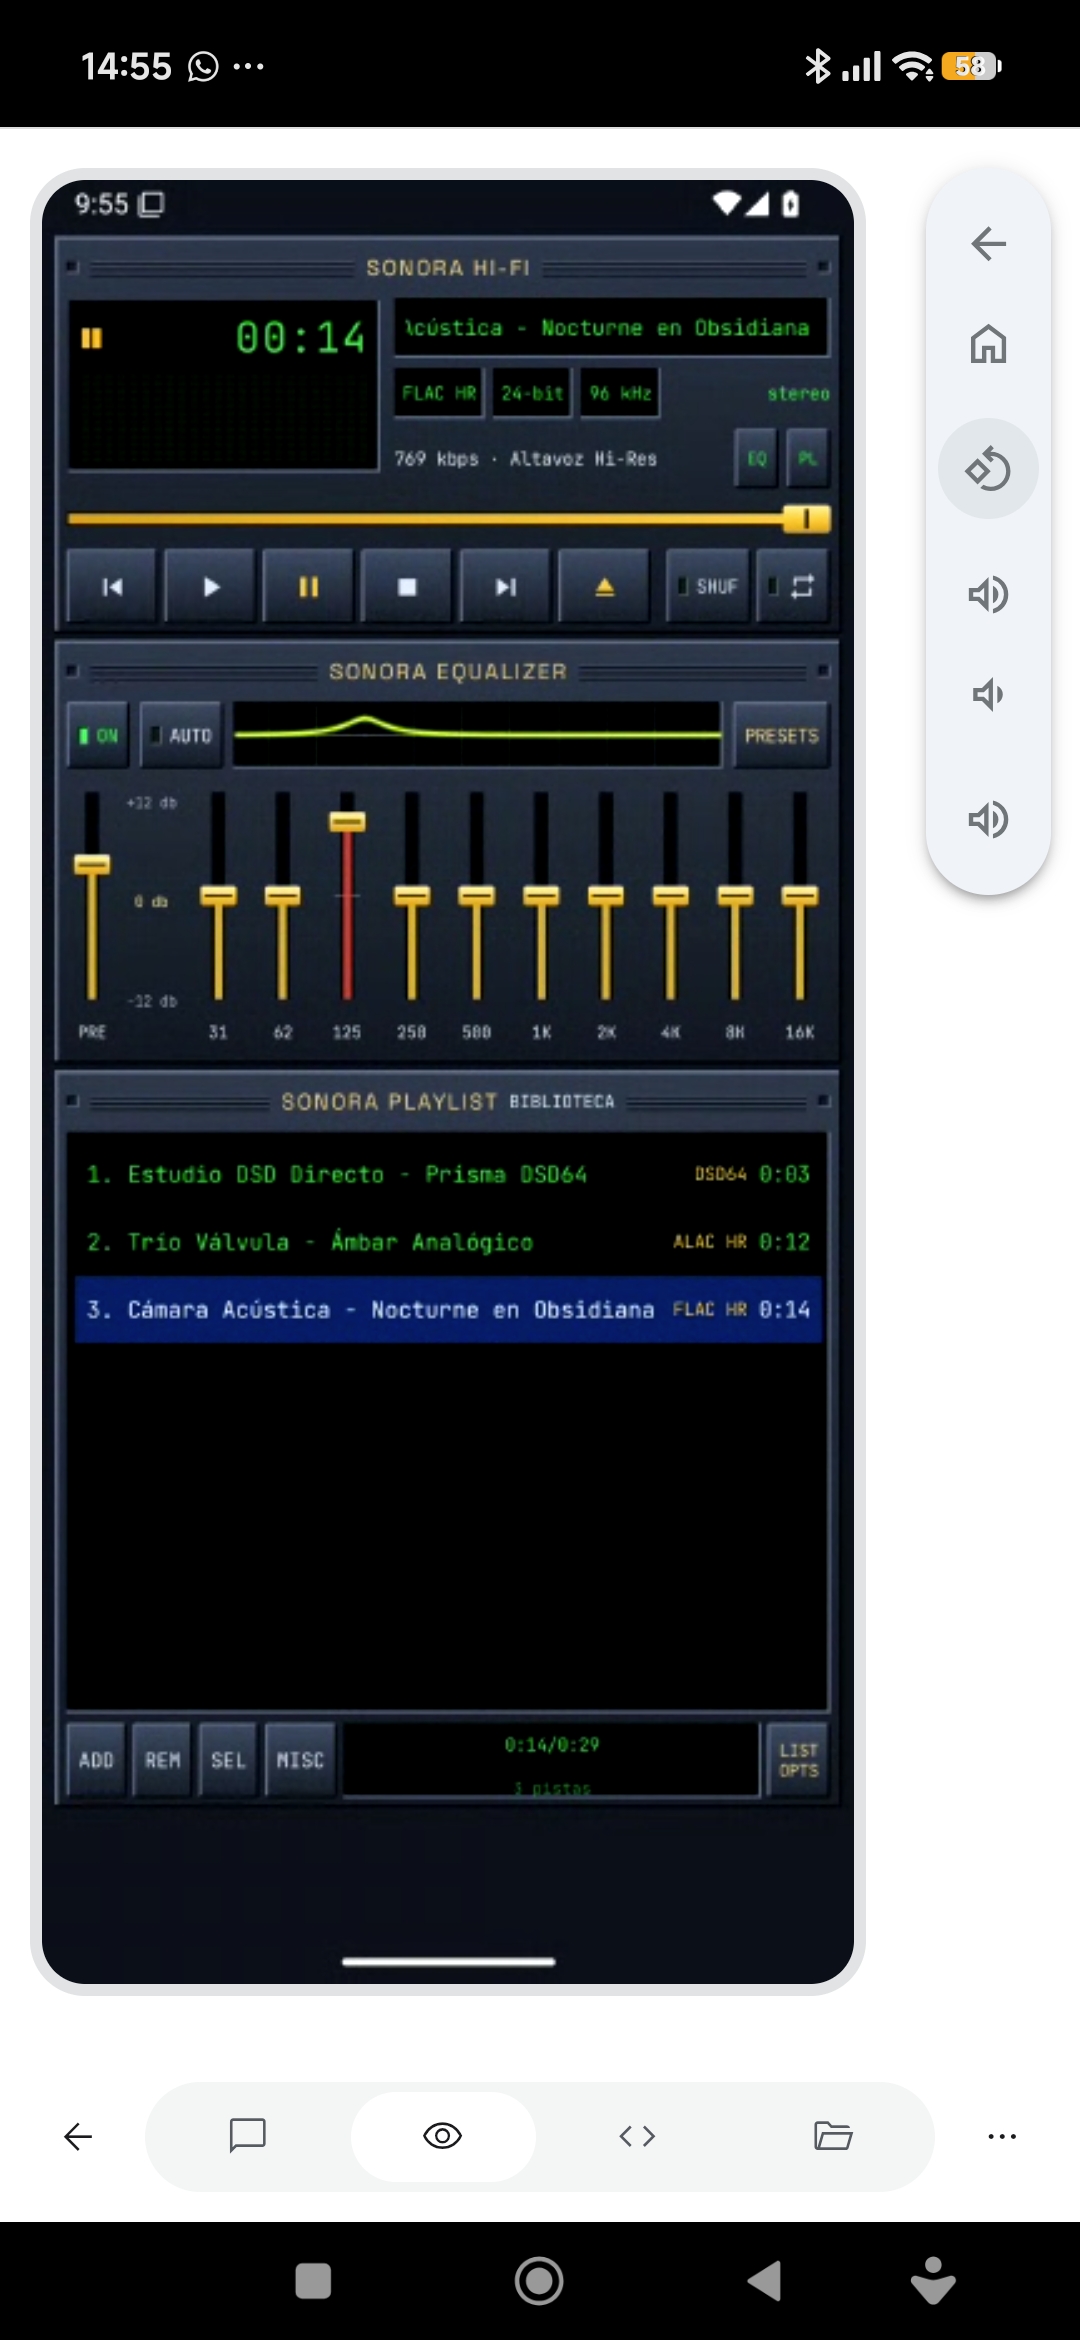 14:55
58
9:55
SONORA HI-FI
00:14
Acústica - Nocturne en Obsidiana
FLAC HR 24-bit 96 kHz stereo
769 kbps · Altavoz Hi-Res EQ PL
SHUF
SONORA EQUALIZER
ON AUTO PRESETS
+12 db
0 db
-12 db
PRE 31 62 125 250 500 1K 2K 4K 8K 16K
SONORA PLAYLIST BIBLIOTECA
1. Estudio DSD Directo - Prisma DSD64 DSD64 0:03
2. Trío Válvula - Ámbar Analógico ALAC HR 0:12
3. Cámara Acústica - Nocturne en Obsidiana FLAC HR 0:14
ADD REM SEL MISC
0:14/0:29
3 pistas
LIST
OPTS